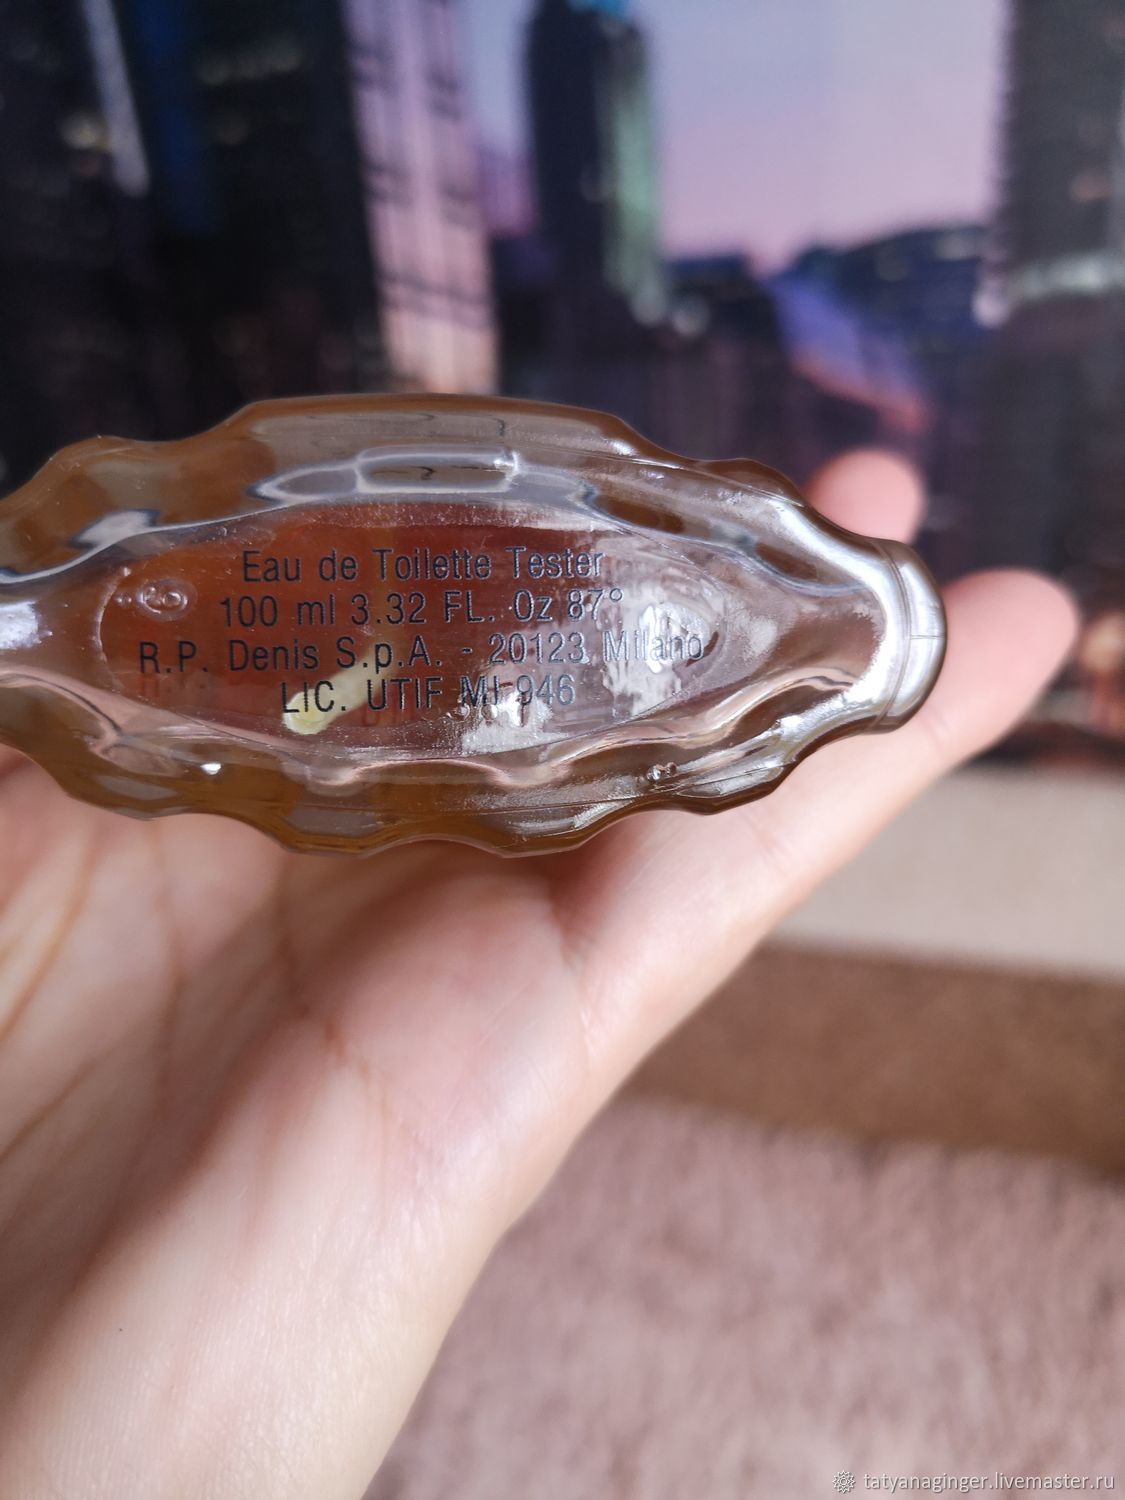 Eau de Toilette Tester
100 ml 3.32 FL. Oz 87°
R.P. Denis S.p.A. - 20123 Milano
LIC. UTIF MI 946
tatyanaginger.livemaster.ru